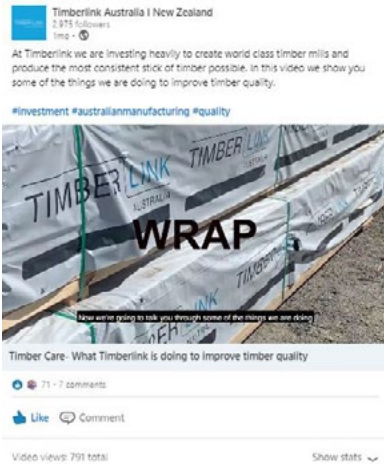 Timberlink Australia I New Zealand
2,975 followers
1mo •
At Timberlink we are investing heavily to create world class timber mills and
produce the most consistent stick of timber possible. In this video we show you
some of the things we are doing to improve timber quality.
#investment #australianmanufacturing #quality
TIMBERLINK
AUSTRALIA
TIMBERLINK
AUSTRALIA
WRAP
Now we're going to talk you through some of the things we are doing
Timber Care- What Timberlink is doing to improve timber quality
71 • 7 comments
Like Comment
Video views: 791 total Show stats